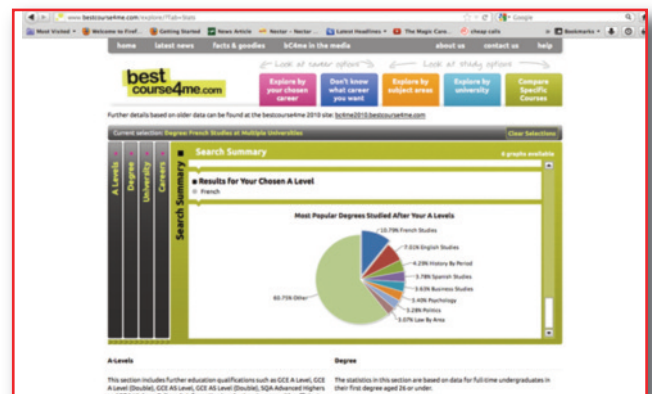 www.bestcourse4me.com/explore/?Tab=Stats
Google
Most Visited
Welcome to Firef...
Getting Started
News Article
Nectar - Nectar ...
Latest Headlines
The Magic Cara...
cheap calls
Bookmarks
home latest news facts & goodies bC4me in the media about us contact us help
Look at career options
Look at study options
best
course4me.com
Explore by
your chosen
career
Don't know
what career
you want
Explore by
subject areas
Explore by
university
Compare
Specific
Courses
Further details based on older data can be found at the bestcourse4me 2010 site: bc4me2010.bestcourse4me.com
Current selection: Degree: French Studies at Multiple Universities
Clear Selections
A Levels
Degree
University
Careers
Search Summary
Search Summary
4 graphs available
Results for Your Chosen A Level
French
Most Popular Degrees Studied After Your A Levels
10.79% French Studies
7.01% English Studies
4.29% History By Period
3.78% Spanish Studies
3.63% Business Studies
3.40% Psychology
3.28% Politics
3.07% Law By Area
60.75% Other
A-Levels
This section includes further education qualifications such as GCE A Level, GCE
A Level (Double), GCE AS Level, GCE AS Level (Double), SQA Advanced Highers
Degree
The statistics in this section are based on data for full-time undergraduates in
their first degree aged 26 or under.